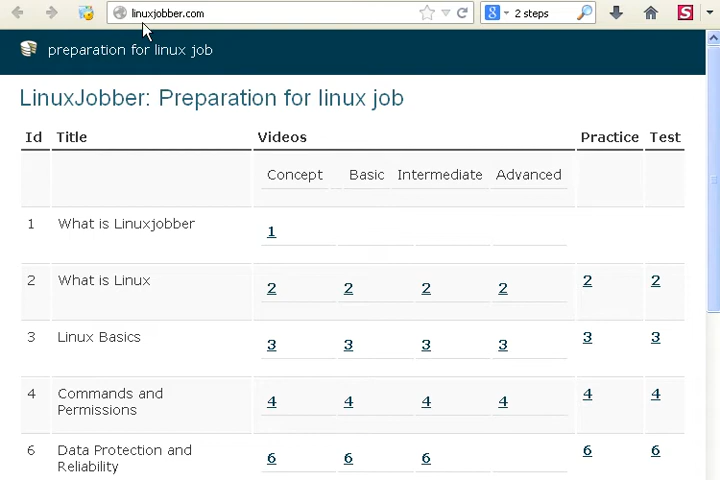 linuxjobber.com
2 steps
preparation for linux job
LinuxJobber: Preparation for linux job
Id Title Videos Practice Test
Concept Basic Intermediate Advanced
1 What is Linuxjobber 1
2 What is Linux 2 2 2 2 2 2
3 Linux Basics 3 3 3 3 3 3
4 Commands and Permissions 4 4 4 4 4 4
6 Data Protection and Reliability 6 6 6 6 6